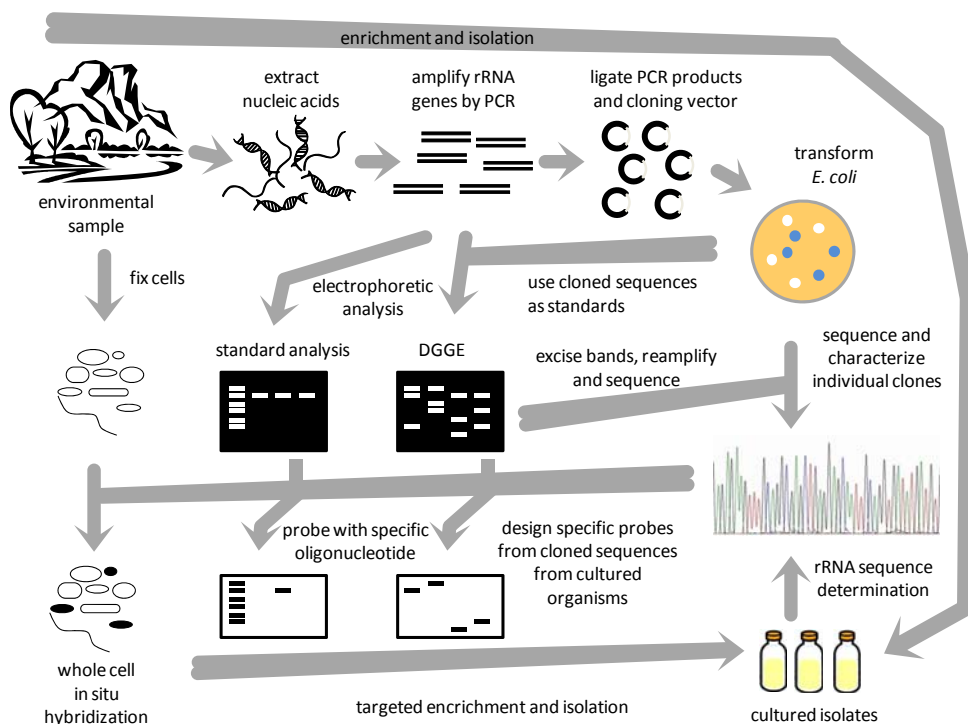 enrichment and isolation
extract
nucleic acids
amplify rRNA
genes by PCR
ligate PCR products
and cloning vector
transform
E. coli
environmental
sample
fix cells
electrophoretic
analysis
use cloned sequences
as standards
standard analysis
DGGE
excise bands, reamplify
and sequence
sequence and
characterize
individual clones
probe with specific
oligonucleotide
design specific probes
from cloned sequences
from cultured
organisms
rRNA sequence
determination
whole cell
in situ
hybridization
targeted encrichment and isolation
cultured isolates